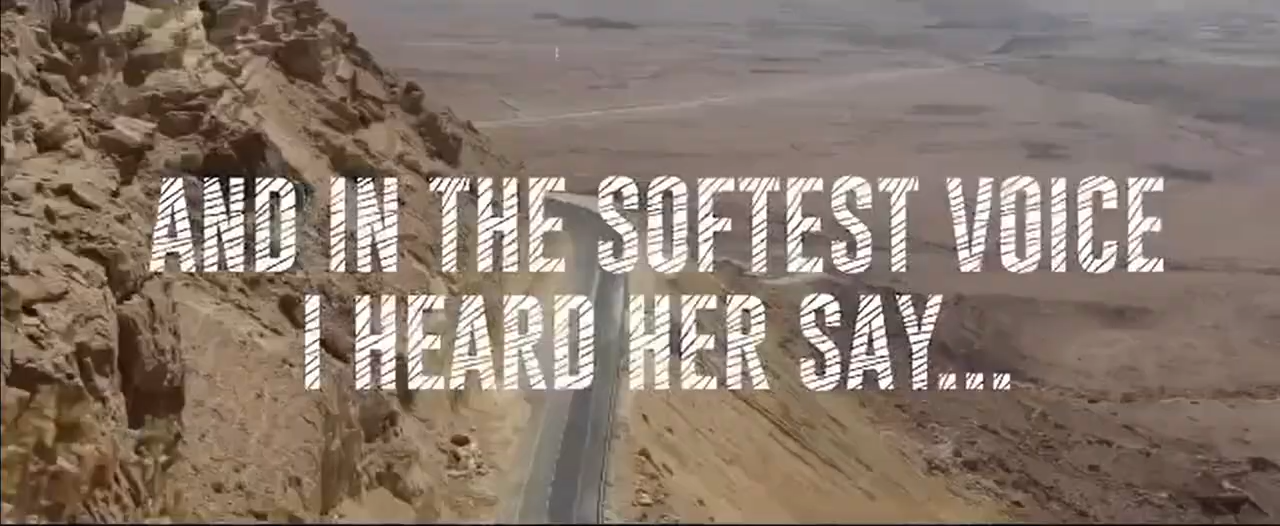 AND IN THE SOFTEST VOICE
I HEARD HER SAY...